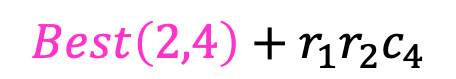 Best(2,4) + r₁r₂c₄